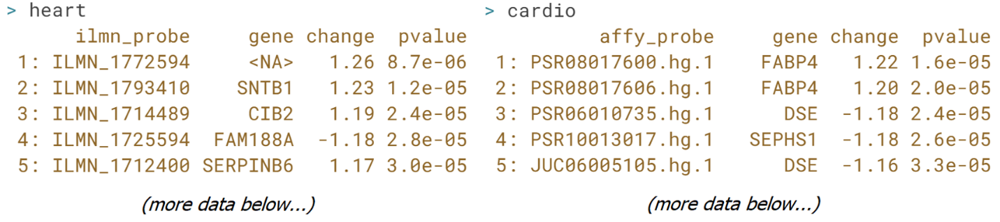 > heart
ilmn_probe gene change pvalue
1: ILMN_1772594 <NA> 1.26 8.7e-06
2: ILMN_1793410 SNTB1 1.23 1.2e-05
3: ILMN_1714489 CIB2 1.19 2.4e-05
4: ILMN_1725594 FAM188A -1.18 2.8e-05
5: ILMN_1712400 SERPINB6 1.17 3.0e-05
(more data below...)
> cardio
affy_probe gene change pvalue
1: PSR08017600.hg.1 FABP4 1.22 1.6e-05
2: PSR08017606.hg.1 FABP4 1.20 2.0e-05
3: PSR06010735.hg.1 DSE -1.18 2.4e-05
4: PSR10013017.hg.1 SEPHS1 -1.18 2.6e-05
5: JUC06005105.hg.1 DSE -1.16 3.3e-05
(more data below...)